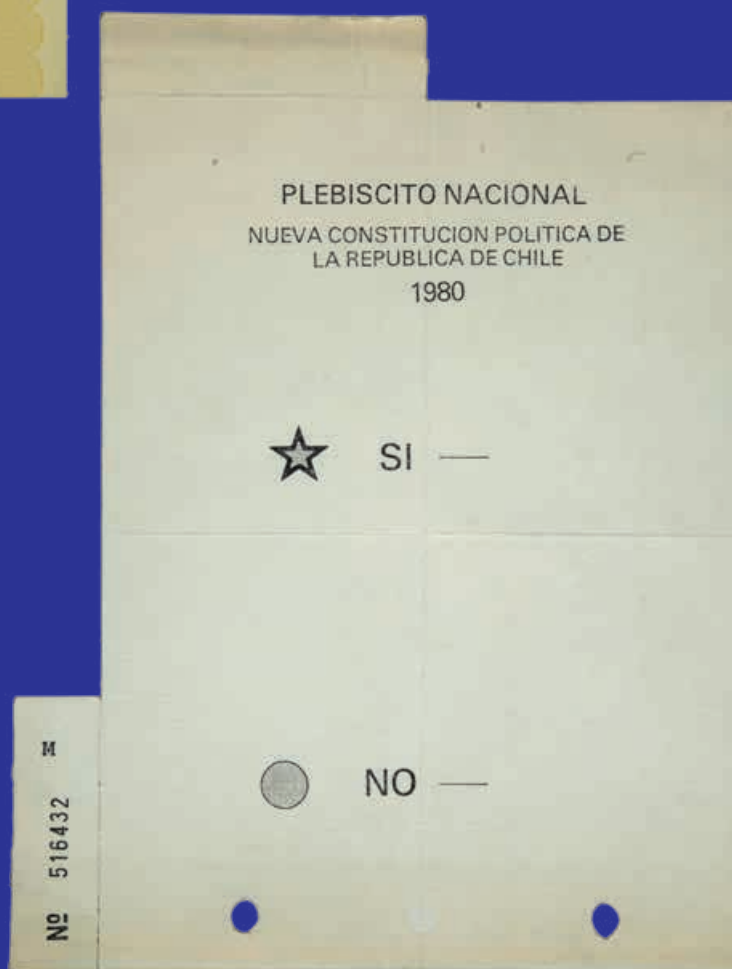 PLEBISCITO NACIONAL
NUEVA CONSTITUCION POLITICA DE
LA REPUBLICA DE CHILE
1980
SI —
NO —
Nº 516432 M